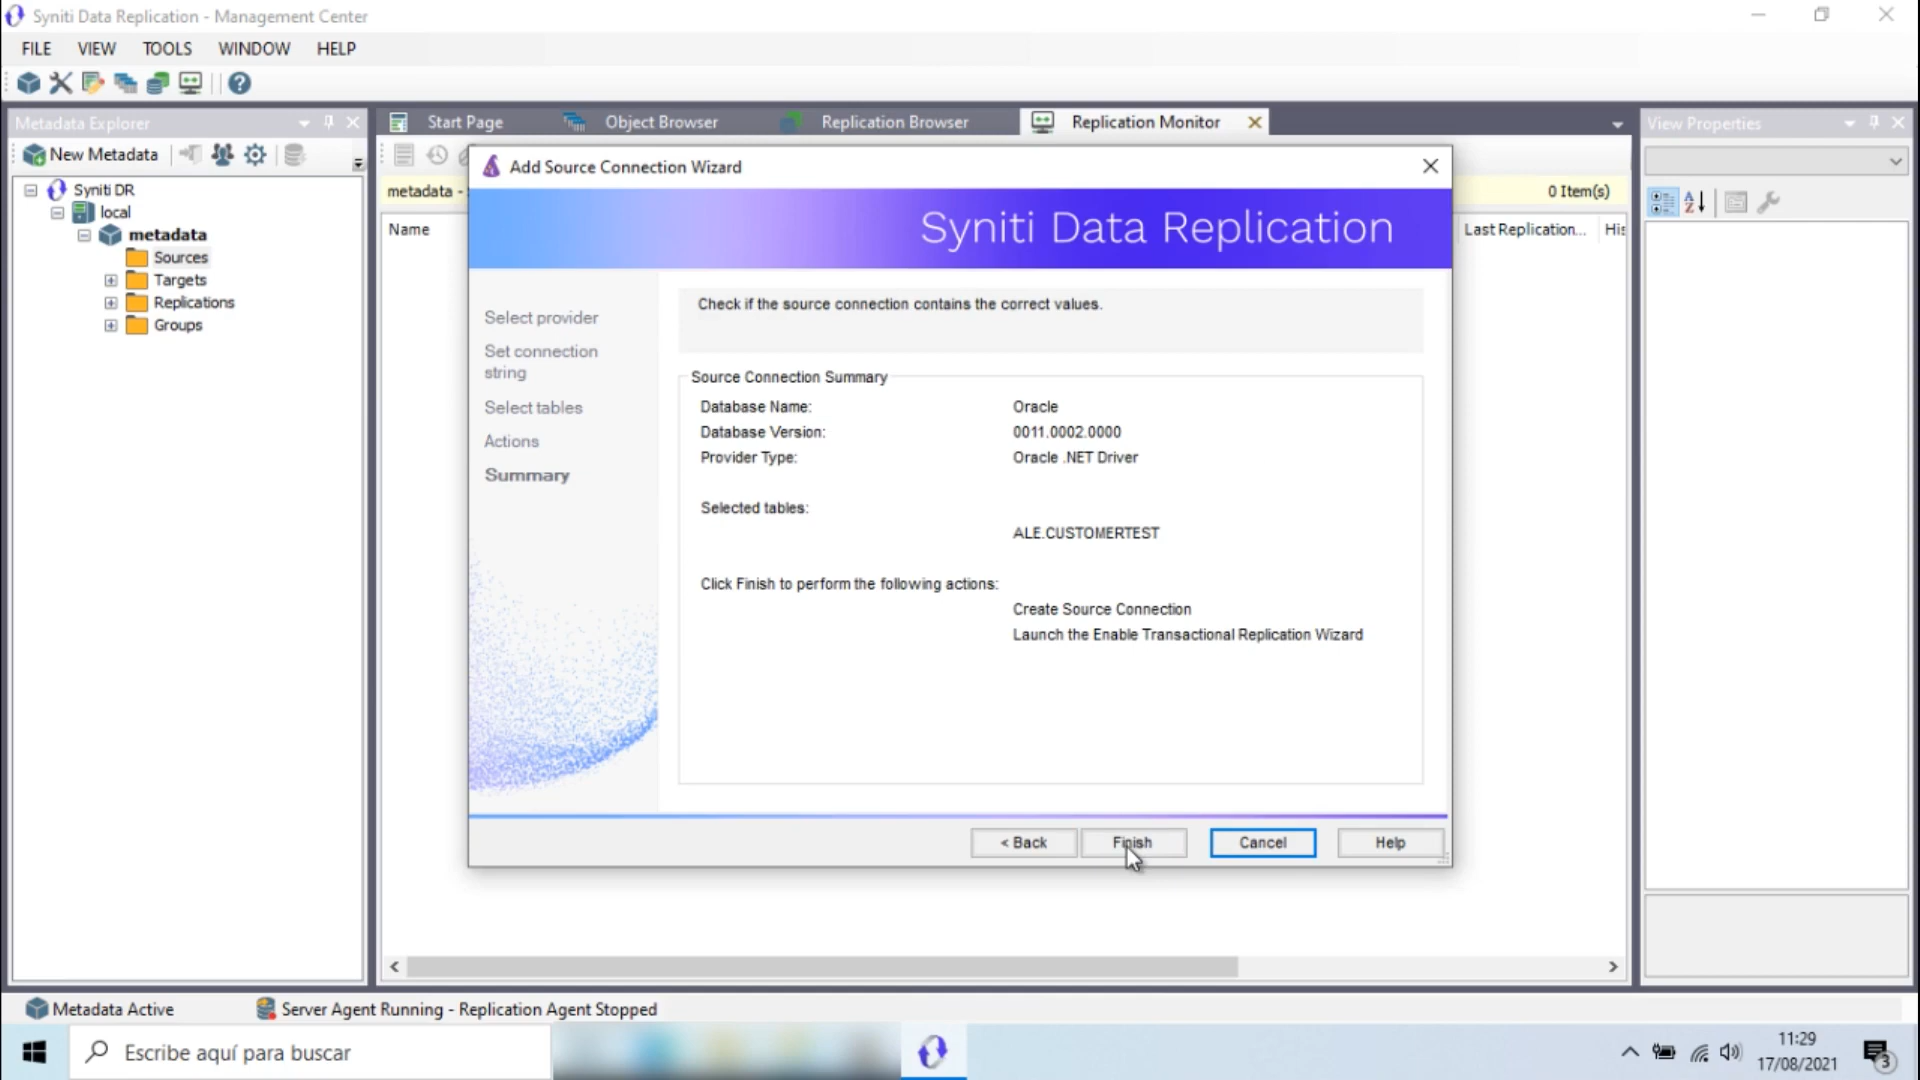 Syniti Data Replication - Management Center
FILE VIEW TOOLS WINDOW HELP
Metadata Explorer
New Metadata
Syniti DR
local
metadata
Sources
Targets
Replications
Groups
Start Page Object Browser Replication Browser Replication Monitor
metadata -
0 Item(s)
Name
Last Replication...
His
View Properties
Add Source Connection Wizard
Syniti Data Replication
Select provider
Set connection
string
Select tables
Actions
Summary
Check if the source connection contains the correct values.
Source Connection Summary
Database Name: Oracle
Database Version: 0011.0002.0000
Provider Type: Oracle .NET Driver
Selected tables:
ALE.CUSTOMERTEST
Click Finish to perform the following actions:
Create Source Connection
Launch the Enable Transactional Replication Wizard
< Back Finish Cancel Help
Metadata Active
Server Agent Running - Replication Agent Stopped
Escribe aquí para buscar
11:29
17/08/2021
3